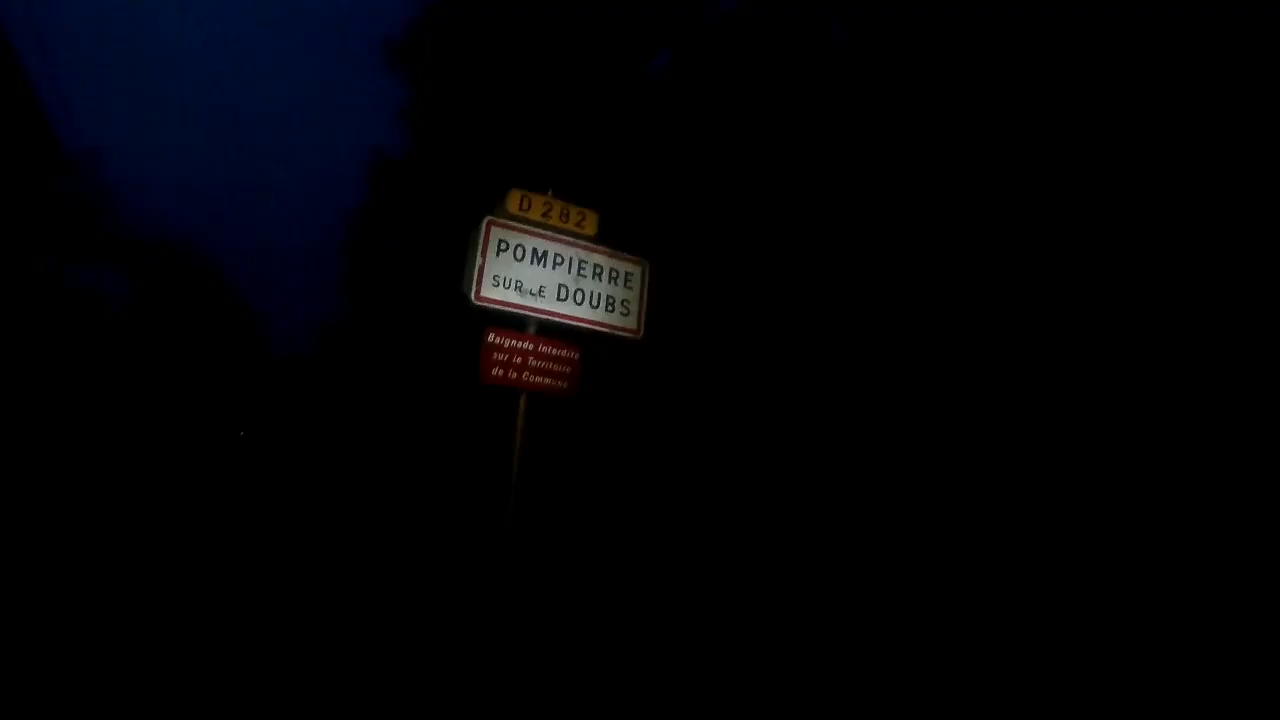 D 282
POMPIERRE
SUR LE DOUBS
Baignade Interdite
sur le Territoire
de la Commune